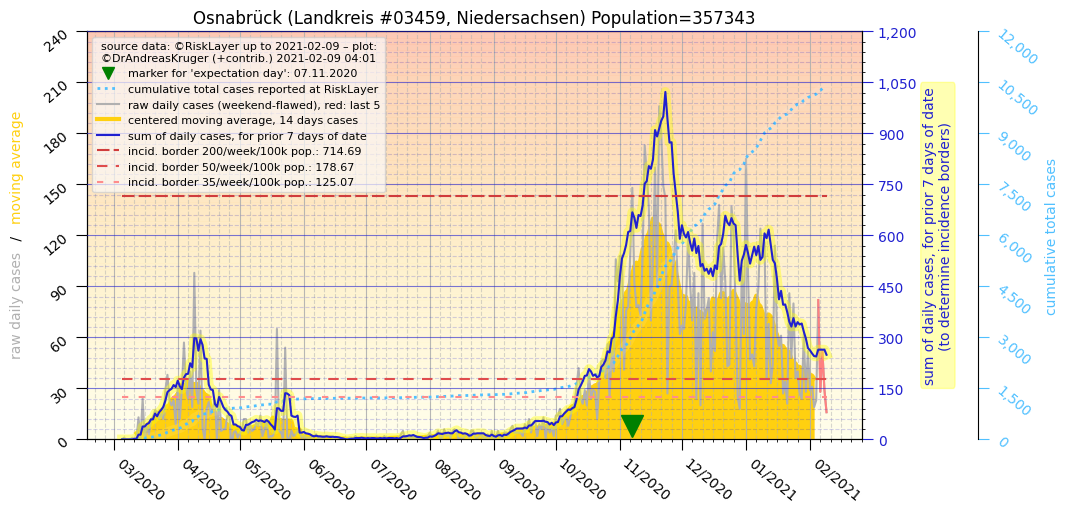 Osnabrück (Landkreis #03459, Niedersachsen) Population=357343
source data: ©RiskLayer up to 2021-02-09 – plot:
©DrAndreasKruger (+contrib.) 2021-02-09 04:01
marker for 'expectation day': 07.11.2020
cumulative total cases reported at RiskLayer
raw daily cases (weekend-flawed), red: last 5
centered moving average, 14 days cases
sum of daily cases, for prior 7 days of date
incid. border 200/week/100k pop.: 714.69
incid. border 50/week/100k pop.: 178.67
incid. border 35/week/100k pop.: 125.07
raw daily cases / moving average
240
210
180
150
120
90
60
30
0
03/2020
04/2020
05/2020
06/2020
07/2020
08/2020
09/2020
10/2020
11/2020
12/2020
01/2021
02/2021
1,200
1,050
900
750
600
450
300
150
0
sum of daily cases, for prior 7 days of date
(to determine incidence borders)
12,000
10,500
9,000
7,500
6,000
4,500
3,000
1,500
0
cumulative total cases